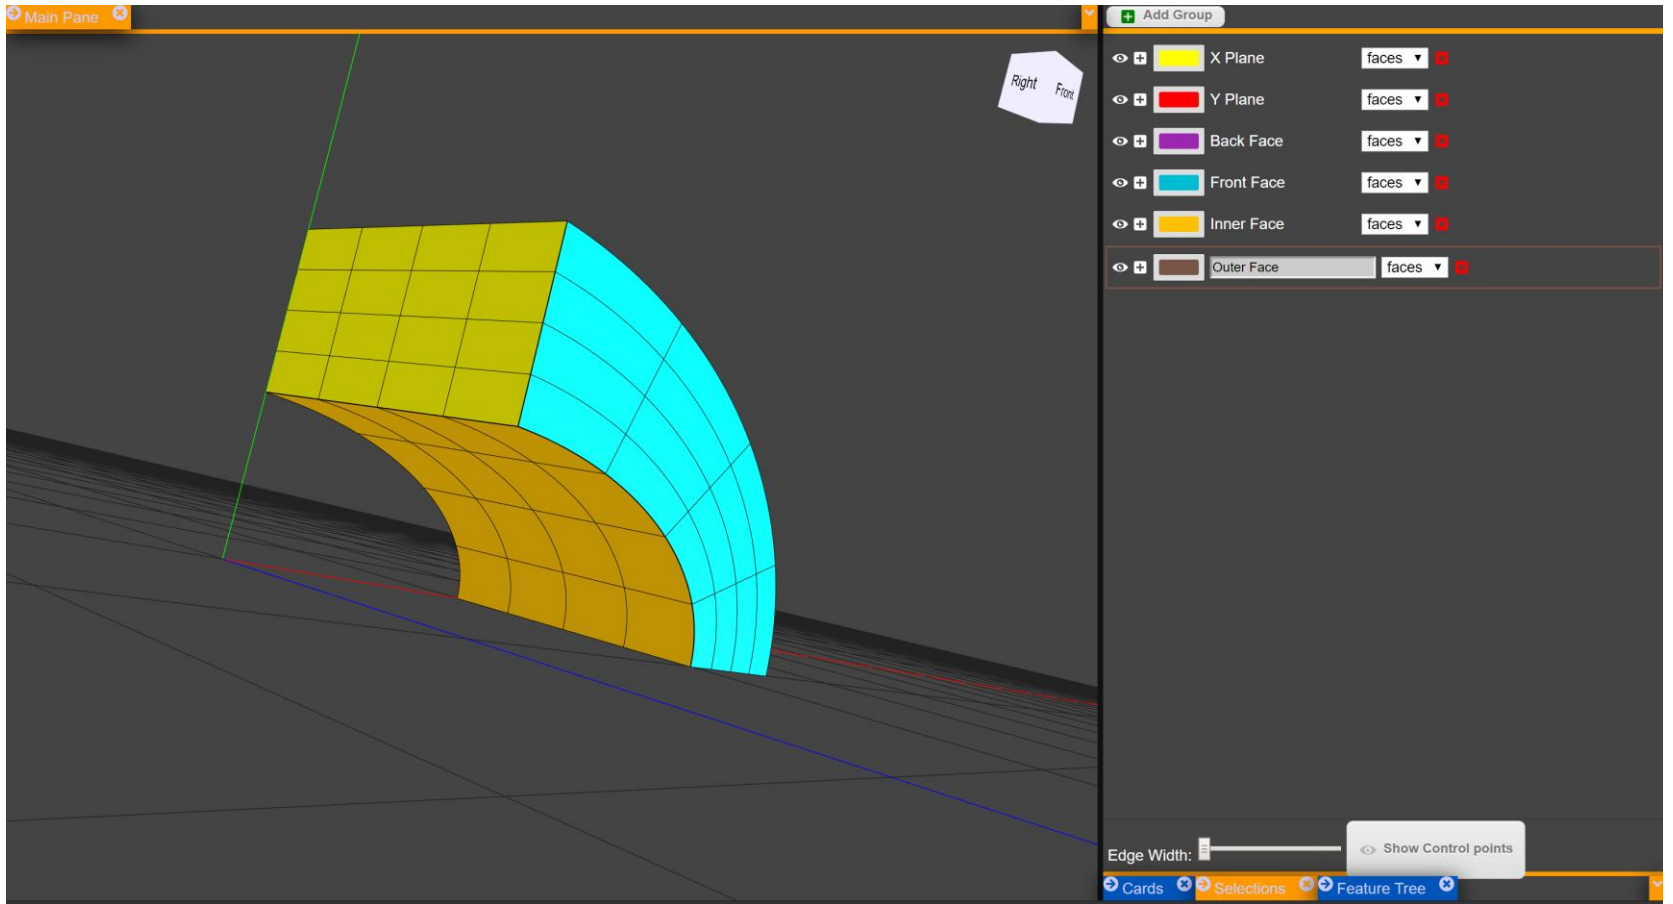 Main Pane
Add Group
Right
Front
X Plane faces
Y Plane faces
Back Face faces
Front Face faces
Inner Face faces
Outer Face faces
Edge Width:
Show Control points
Cards
Selections
Feature Tree